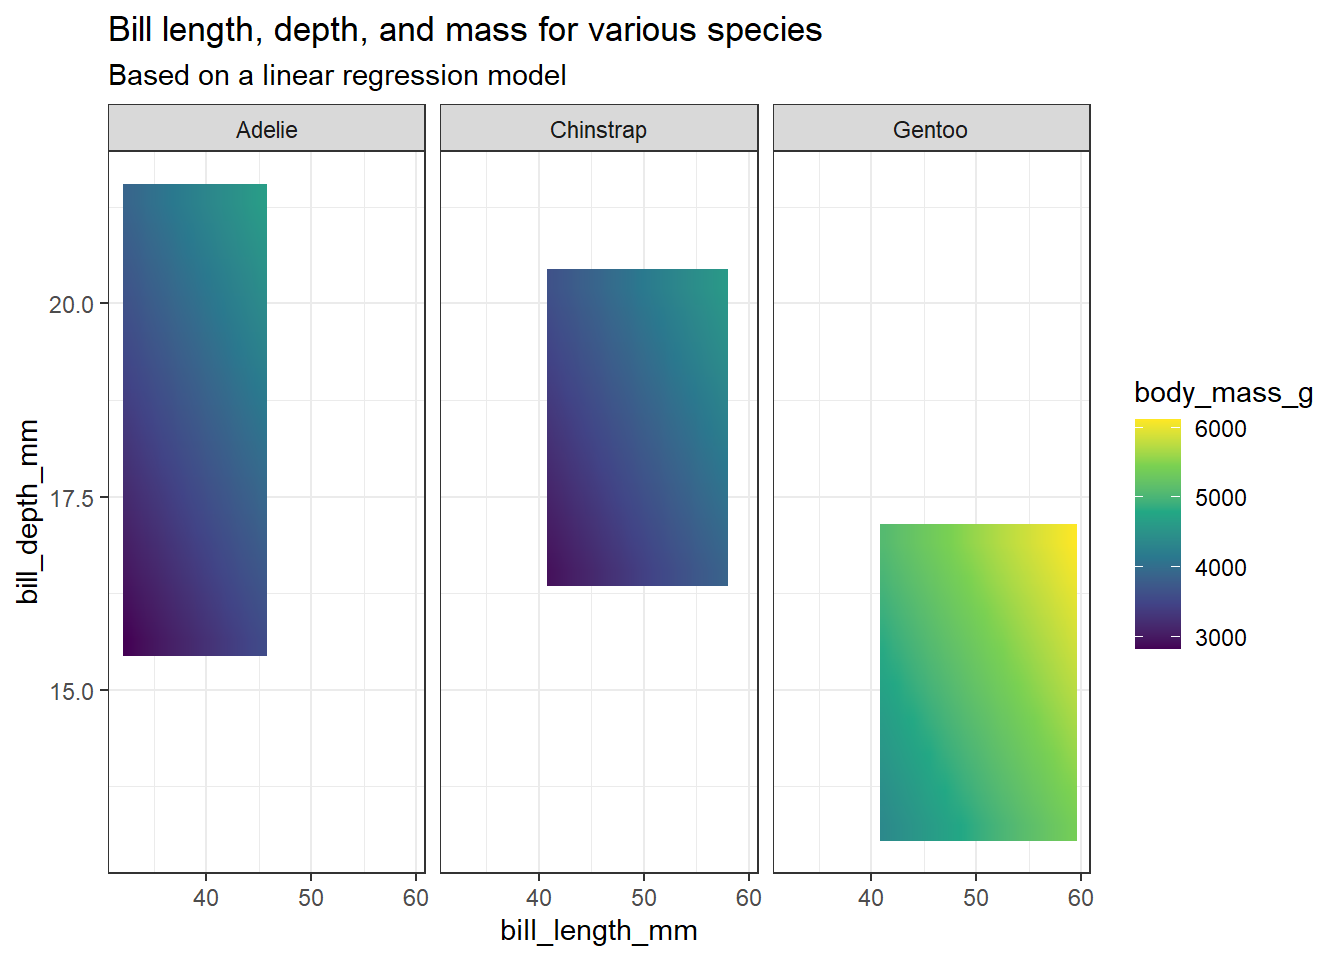 Bill length, depth, and mass for various species
Based on a linear regression model
Adelie
Chinstrap
Gentoo
20.0
17.5
15.0
bill_depth_mm
40
50
60
40
50
60
40
50
60
bill_length_mm
body_mass_g
6000
5000
4000
3000